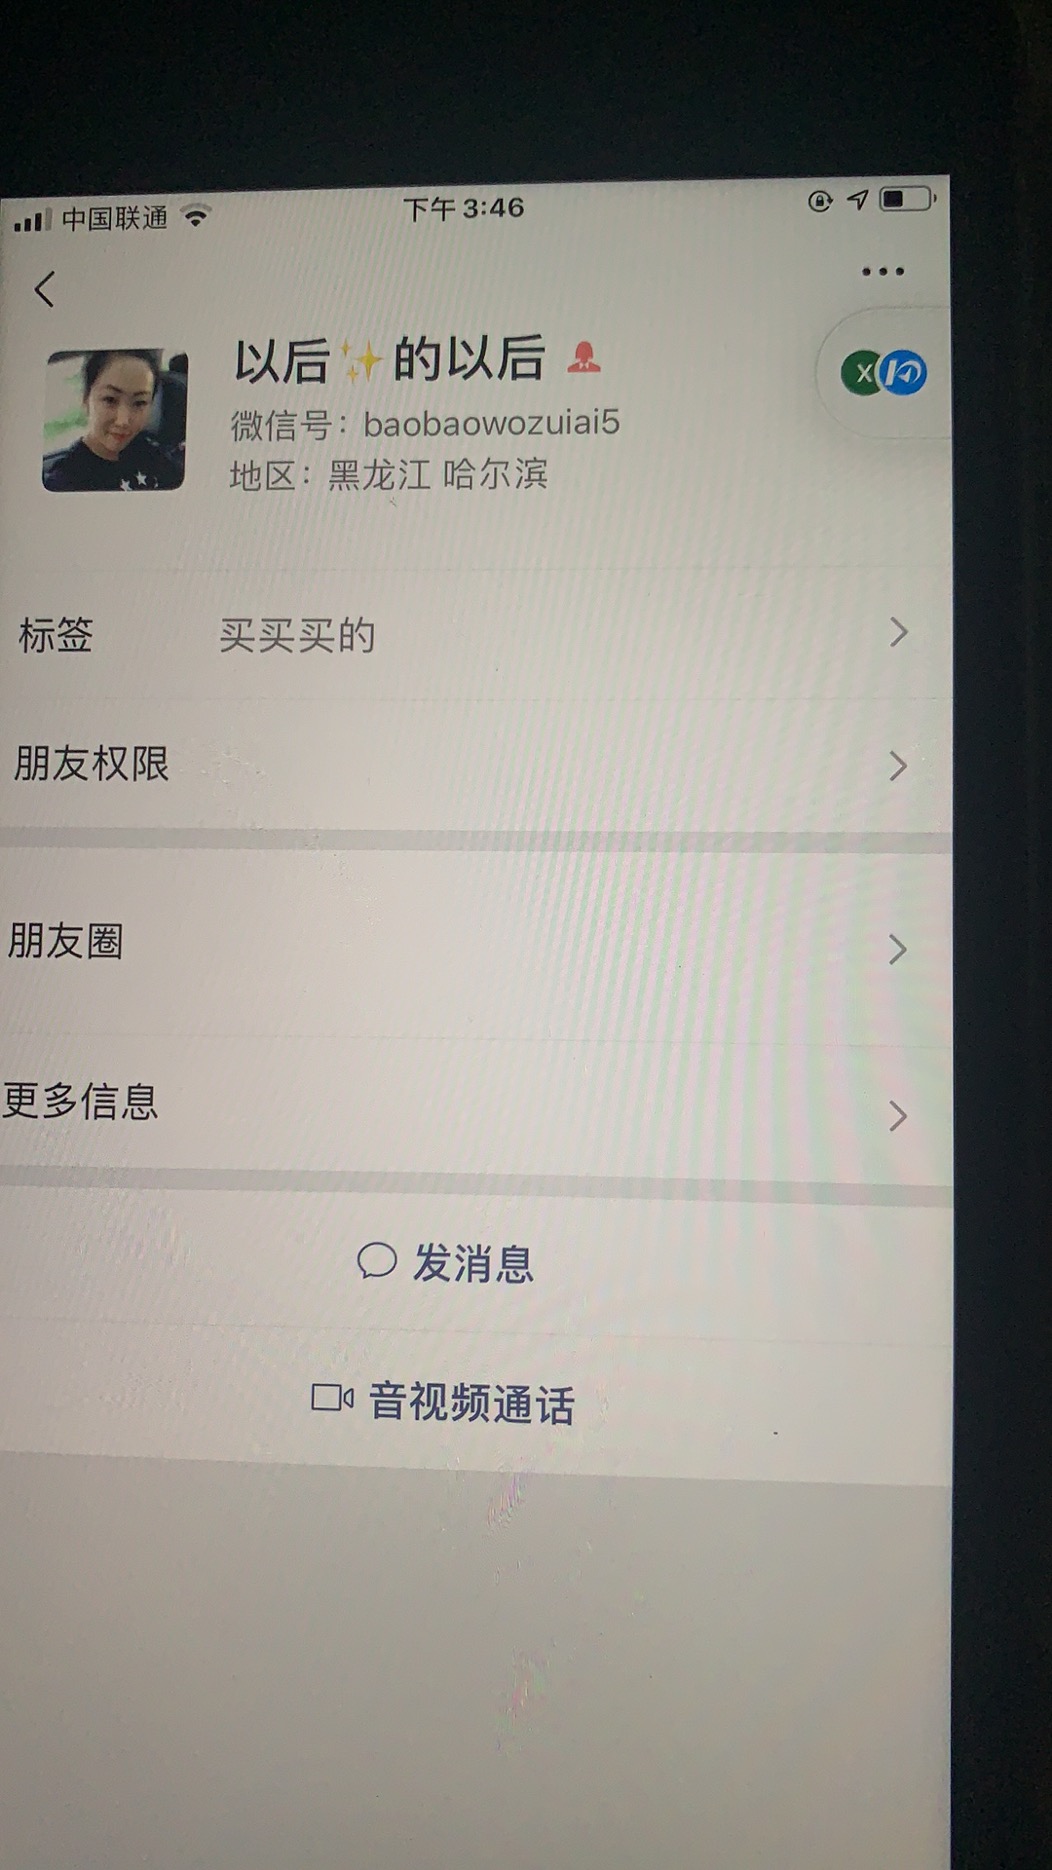 中国联通 下午3:46
以后✨的以后
微信号：baobaowozuiai5
地区：黑龙江 哈尔滨
X
标签 买买买的
朋友权限
朋友圈
更多信息
发消息
音视频通话